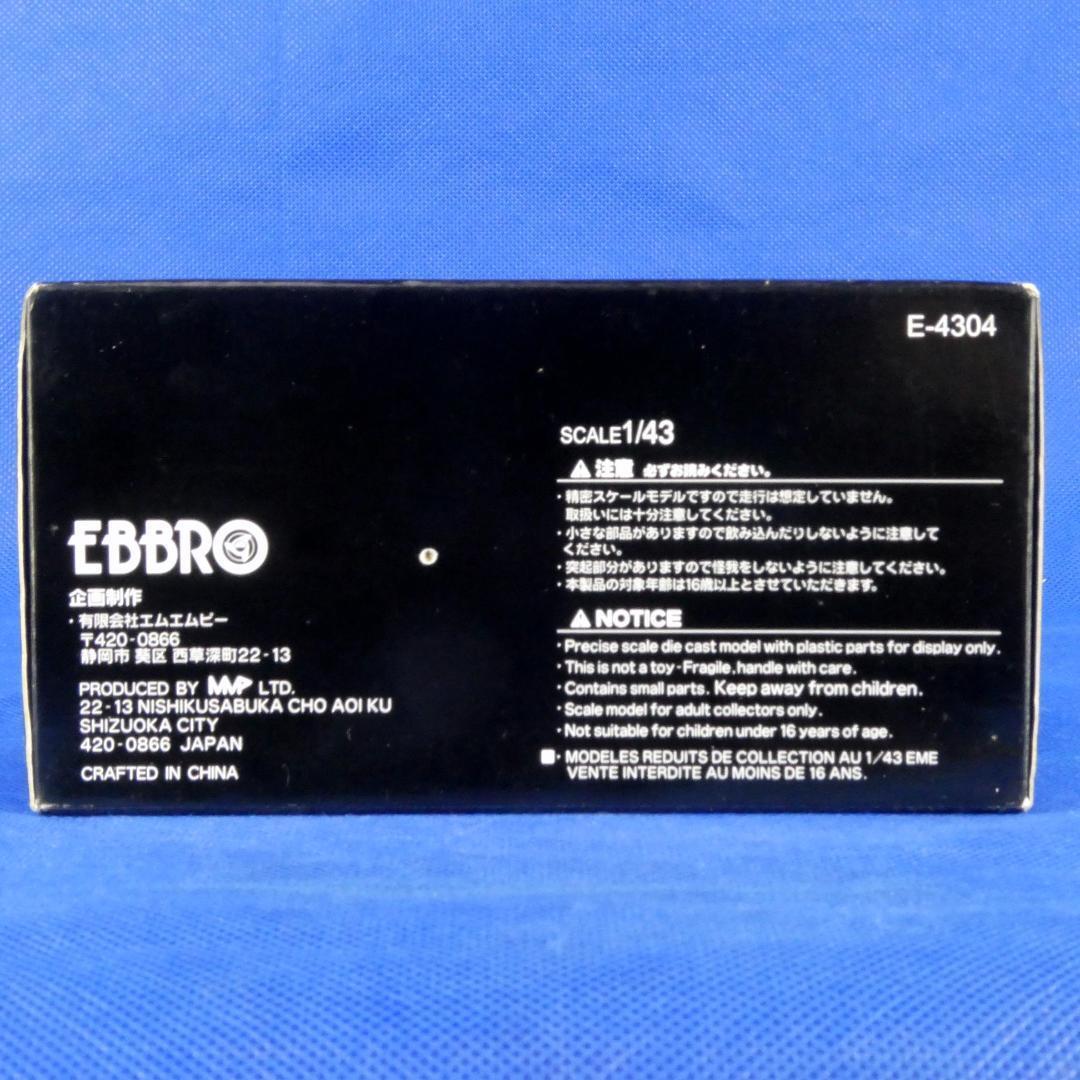 E-4304
SCALE1/43
注意 必ずお読みください。
・精密スケールモデルですので走行は想定していません。
取扱いには十分注意してください。
・小さな部品がありますので飲み込んだりしないように注意して
ください。
・突起部分がありますので怪我をしないように注意してください。
・本製品の対象年齢は16歳以上とさせていただきます。
NOTICE
・Precise scale die cast model with plastic parts for display only.
・This is not a toy・Fragile,handle with care.
・Contains small parts. Keep away from children.
・Scale model for adult collectors only.
・Not suitable for children under 16 years of age.
・MODELES REDUITS DE COLLECTION AU 1/43 EME
VENTE INTERDITE AU MOINS DE 16 ANS.
EBBRO
企画制作
・有限会社エムエムピー
〒420-0866
静岡市 葵区 西草深町22-13
PRODUCED BY MMP LTD.
22-13 NISHIKUSABUKA CHO AOI KU
SHIZUOKA CITY
420-0866 JAPAN
CRAFTED IN CHINA